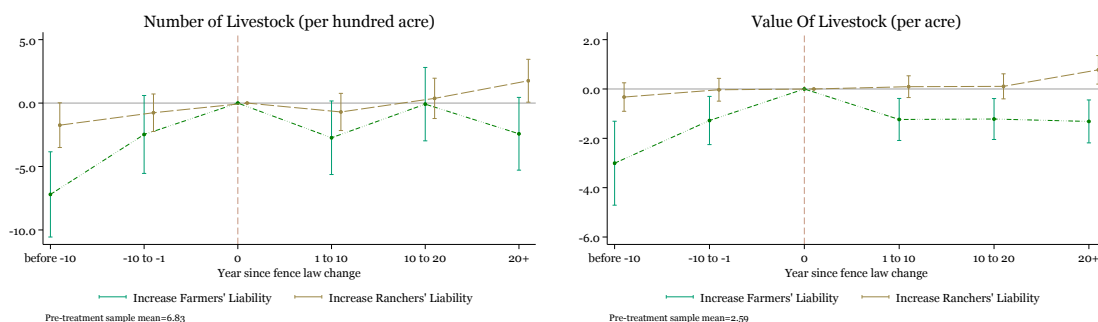 Number of Livestock (per hundred acre)
5.0
0.0
-5.0
-10.0
before -10
-10 to -1
0
1 to 10
10 to 20
20+
Year since fence law change
Increase Farmers' Liability
Increase Ranchers' Liability
Pre-treatment sample mean=6.83
Value Of Livestock (per acre)
2.0
0.0
-2.0
-4.0
-6.0
before -10
-10 to -1
0
1 to 10
10 to 20
20+
Year since fence law change
Increase Farmers' Liability
Increase Ranchers' Liability
Pre-treatment sample mean=2.59